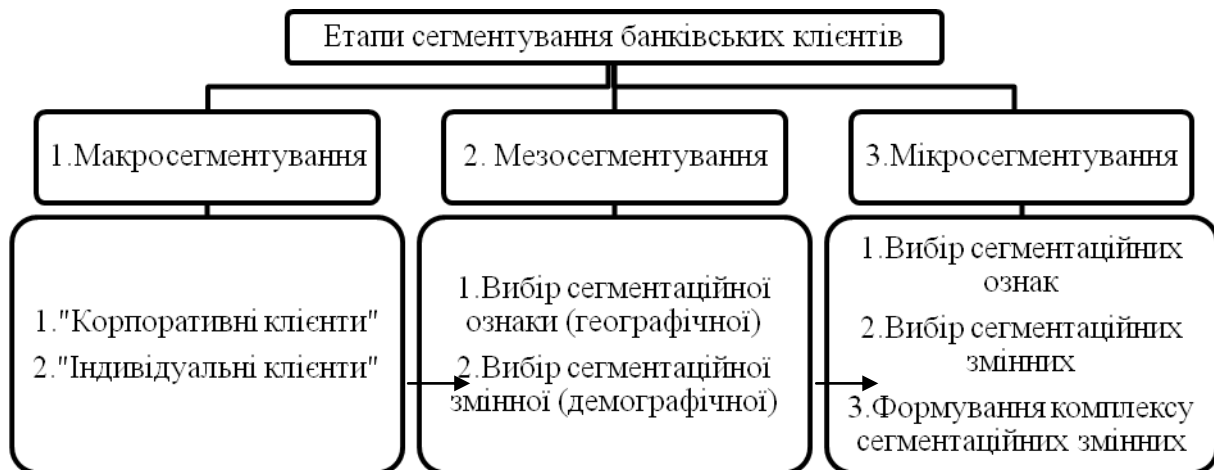 Етапи сегментування банківських клієнтів
1.Макросегментування
2. Мезосегментування
3.Мікросегментування
1."Корпоративні клієнти"
2."Індивідуальні клієнти"
1.Вибір сегментаційної
ознаки (географічної)
2.Вибір сегментаційної
змінної (демографічної)
1.Вибір сегментаційних
ознак
2.Вибір сегментаційних
змінних
3.Формування комплексу
сегментаційних змінних